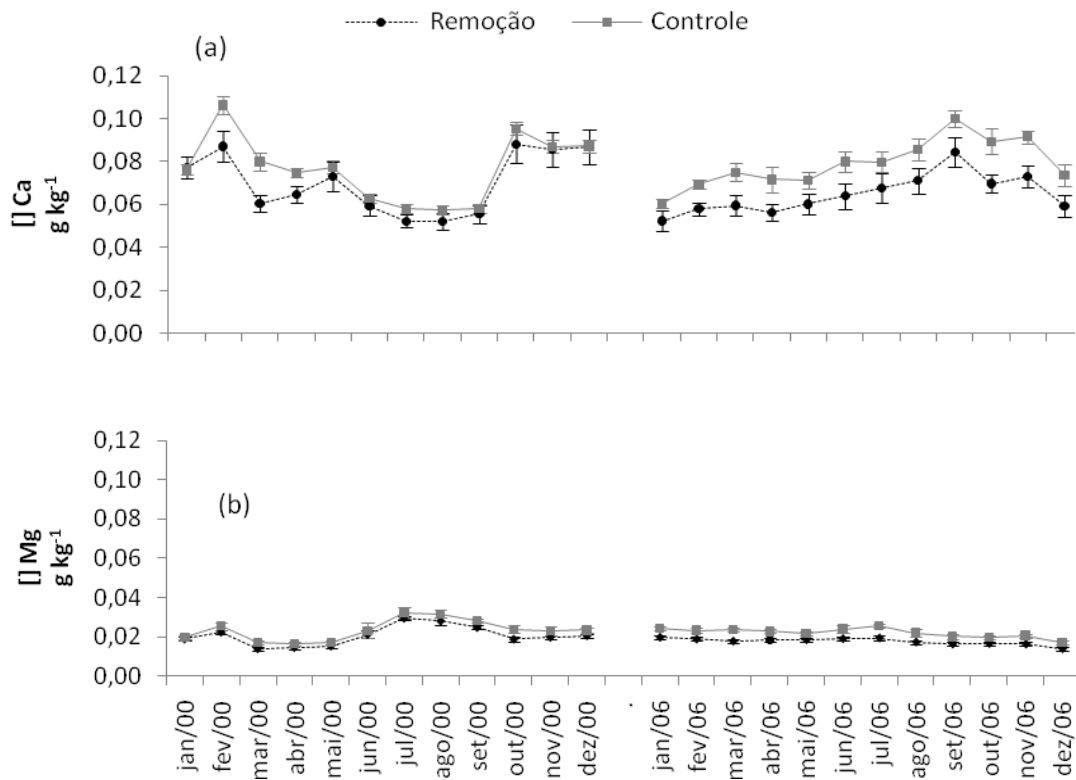 Remoção Controle
(a)
0,12
0,10
0,08
0,06
0,04
0,02
0,00
[] Ca
g kg-1
0,12
0,10
0,08
0,06
0,04
0,02
0,00
(b)
[] Mg
g kg-1
jan/00
fev/00
mar/00
abr/00
mai/00
jun/00
jul/00
ago/00
set/00
out/00
nov/00
dez/00
.
jan/06
fev/06
mar/06
abr/06
mai/06
jun/06
jul/06
ago/06
set/06
out/06
nov/06
dez/06